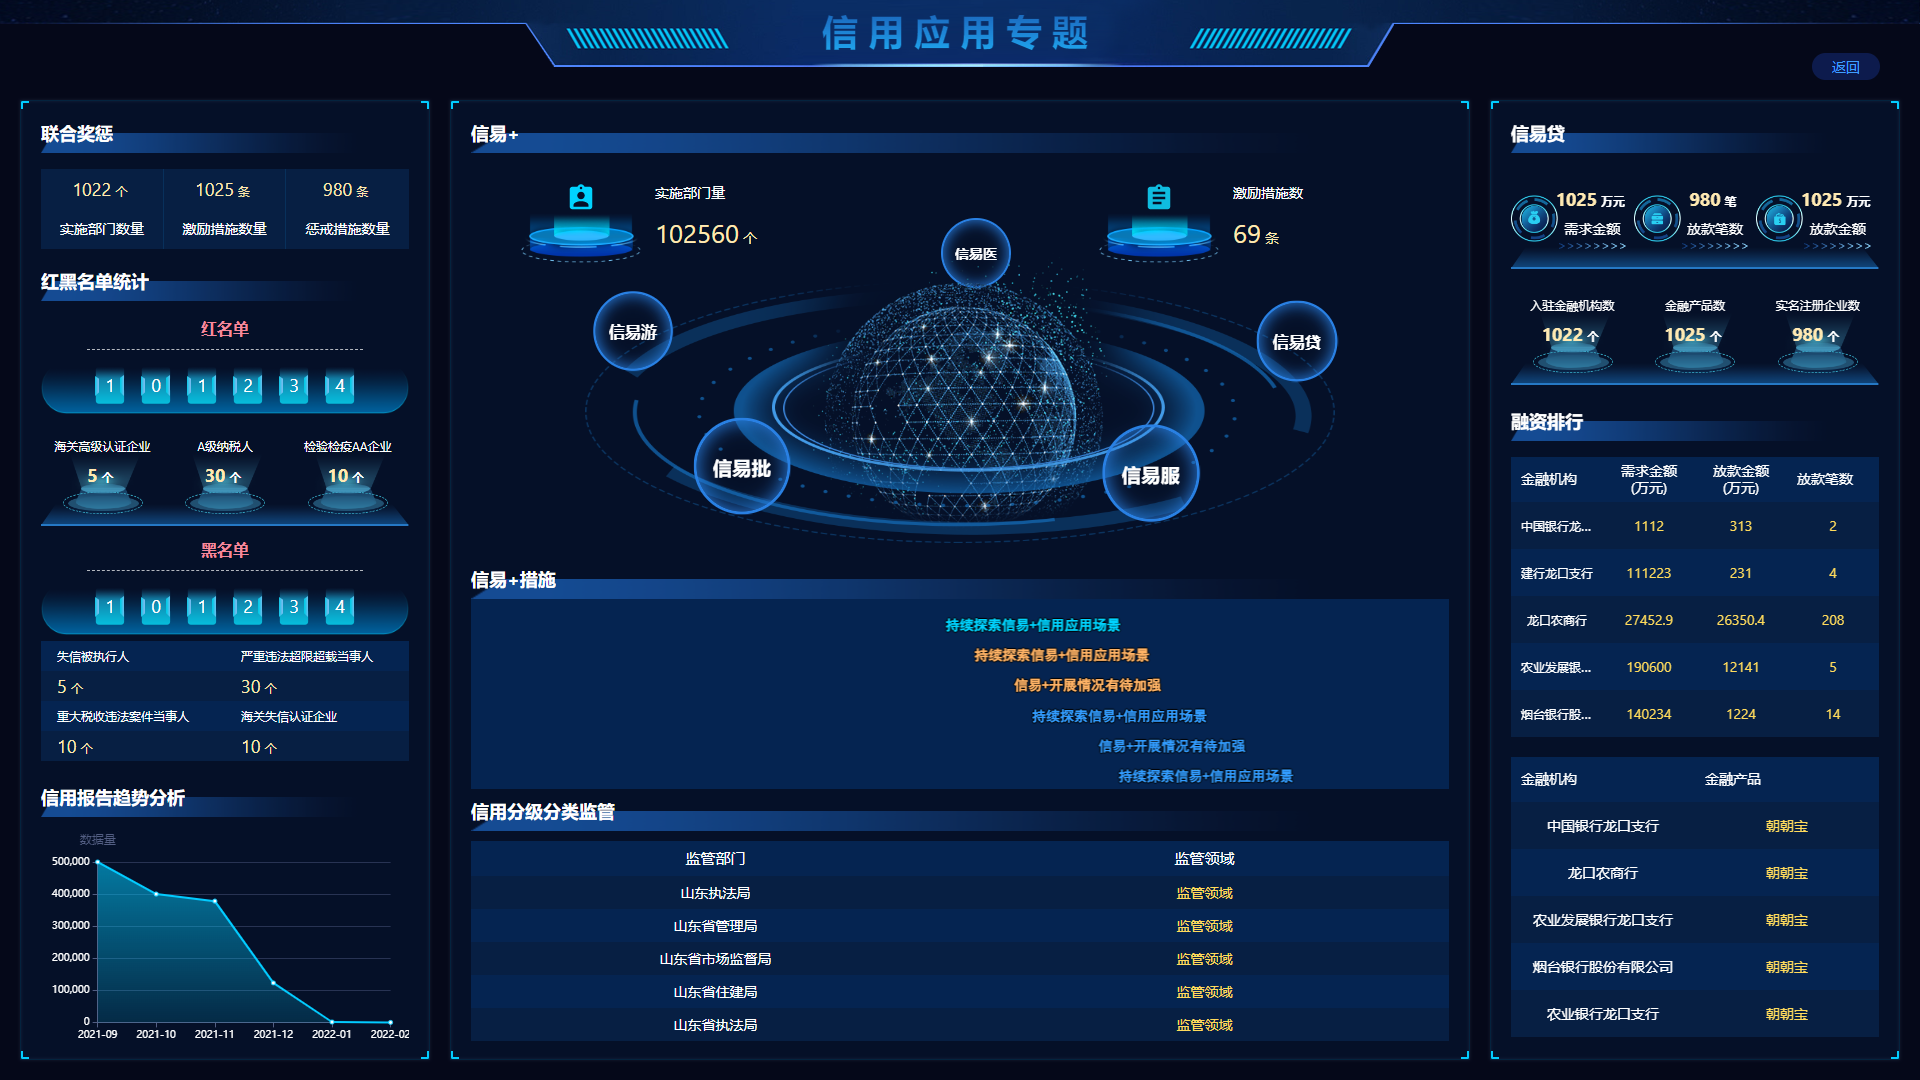 信用应用专题
返回
联合奖惩
1022 个
1025 条
980 条
实施部门数量
激励措施数量
惩戒措施数量
红黑名单统计
红名单
1 0 1 2 3 4
海关高级认证企业
A级纳税人
检验检疫AA企业
5 个
30 个
10 个
黑名单
1 0 1 2 3 4
失信被执行人
严重违法超限超载当事人
5 个
30 个
重大税收违法案件当事人
海关失信认证企业
10 个
10 个
信用报告趋势分析
数据量
500,000
400,000
300,000
200,000
100,000
0
2021-09
2021-10
2021-11
2021-12
2022-01
2022-02
信易+
实施部门量
102560 个
激励措施数
69 条
信易医
信易游
信易贷
信易批
信易服
信易+措施
持续探索信易+信用应用场景
持续探索信易+信用应用场景
信易+开展情况有待加强
持续探索信易+信用应用场景
信易+开展情况有待加强
持续探索信易+信用应用场景
信用分级分类监管
监管部门 监管领域
山东执法局 监管领域
山东省管理局 监管领域
山东省市场监督局 监管领域
山东省住建局 监管领域
山东省执法局 监管领域
信易贷
1025 万元
需求金额
>>>>>>>>
980 笔
放款笔数
>>>>>>>>
1025 万元
放款金额
>>>>>>>>
入驻金融机构数
金融产品数
实名注册企业数
1022 个
1025 个
980 个
融资排行
金融机构 需求金额(万元) 放款金额(万元) 放款笔数
中国银行龙... 1112 313 2
建行龙口支行 111223 231 4
龙口农商行 27452.9 26350.4 208
农业发展银... 190600 12141 5
烟台银行股... 140234 1224 14
金融机构 金融产品
中国银行龙口支行 朝朝宝
龙口农商行 朝朝宝
农业发展银行龙口支行 朝朝宝
烟台银行股份有限公司 朝朝宝
农业银行龙口支行 朝朝宝